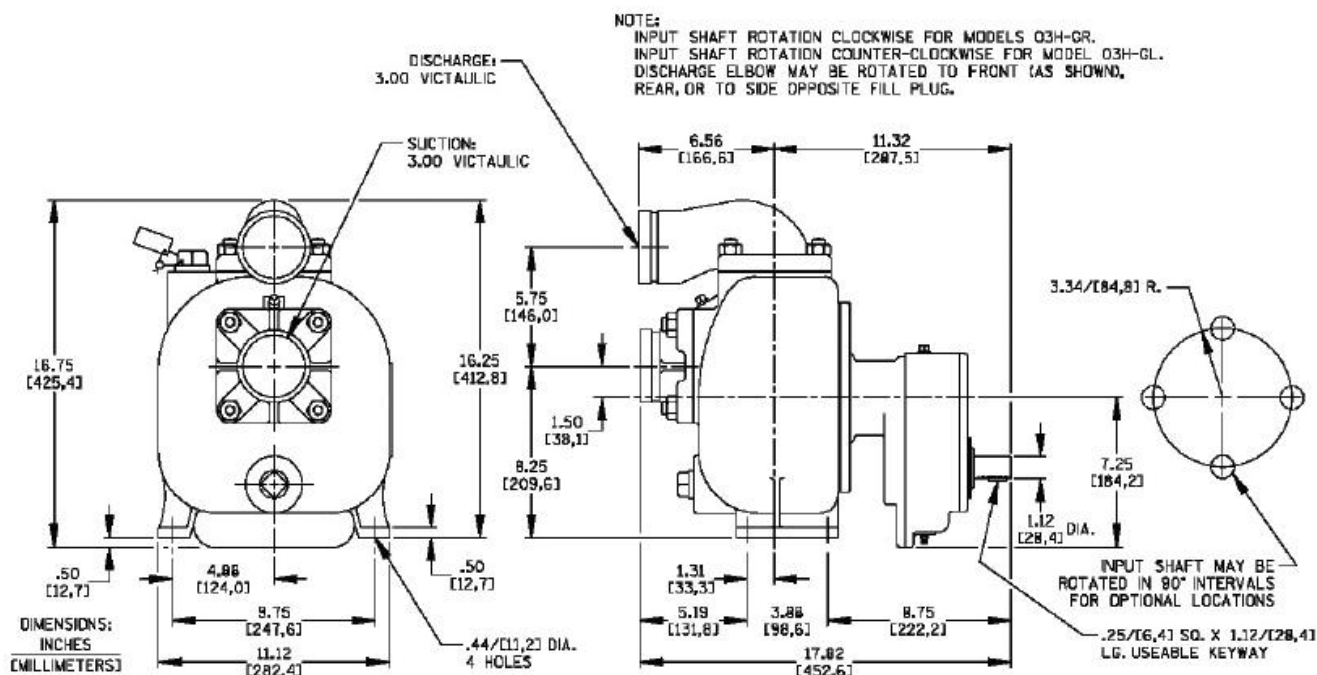 NOTE:
INPUT SHAFT ROTATION CLOCKWISE FOR MODELS 03H-GR.
INPUT SHAFT ROTATION COUNTER-CLOCKWISE FOR MODEL 03H-GL.
DISCHARGE ELBOW MAY BE ROTATED TO FRONT (AS SHOWN),
REAR, OR TO SIDE OPPOSITE FILL PLUG.
DISCHARGE:
3.00 VICTAULIC
SUCTION:
3.00 VICTAULIC
6.56
[166,6]
11.32
[287,5]
16.75
[425,4]
16.25
[412,8]
5.75
[146,0]
1.50
[38,1]
8.25
[209,6]
3.34/[84,8] R.
7.25
[184,2]
1.12
[28,4] DIA.
.50
[12,7]
4.88
[124,0]
.50
[12,7]
9.75
[247,6]
11.12
[282,4]
.44/[11,2] DIA.
4 HOLES
1.31
[33,3]
5.19
[131,8]
3.88
[98,6]
8.75
[222,2]
17.82
[452,6]
INPUT SHAFT MAY BE
ROTATED IN 90° INTERVALS
FOR OPTIONAL LOCATIONS
.25/[6,4] SQ. X 1.12/[28,4]
LG. USEABLE KEYWAY
DIMENSIONS:
INCHES
[MILLIMETERS]